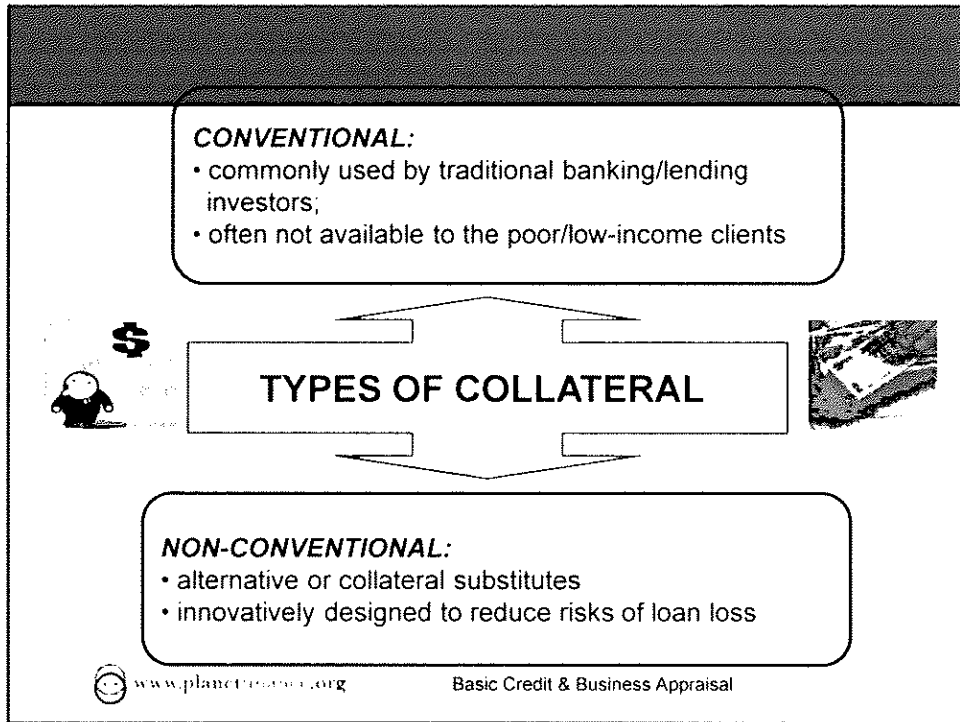 CONVENTIONAL:
• commonly used by traditional banking/lending
investors;
• often not available to the poor/low-income clients
$
TYPES OF COLLATERAL
NON-CONVENTIONAL:
• alternative or collateral substitutes
• innovatively designed to reduce risks of loan loss
Basic Credit & Business Appraisal